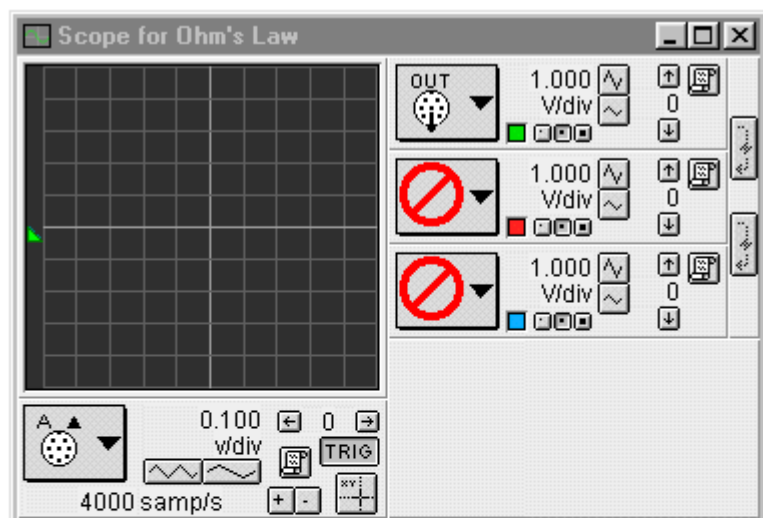 Scope for Ohm's Law
OUT
1.000
V/div
0
1.000
V/div
0
1.000
V/div
0
A
0.100
v/div
0
TRIG
4000 samp/s
+ -
XY